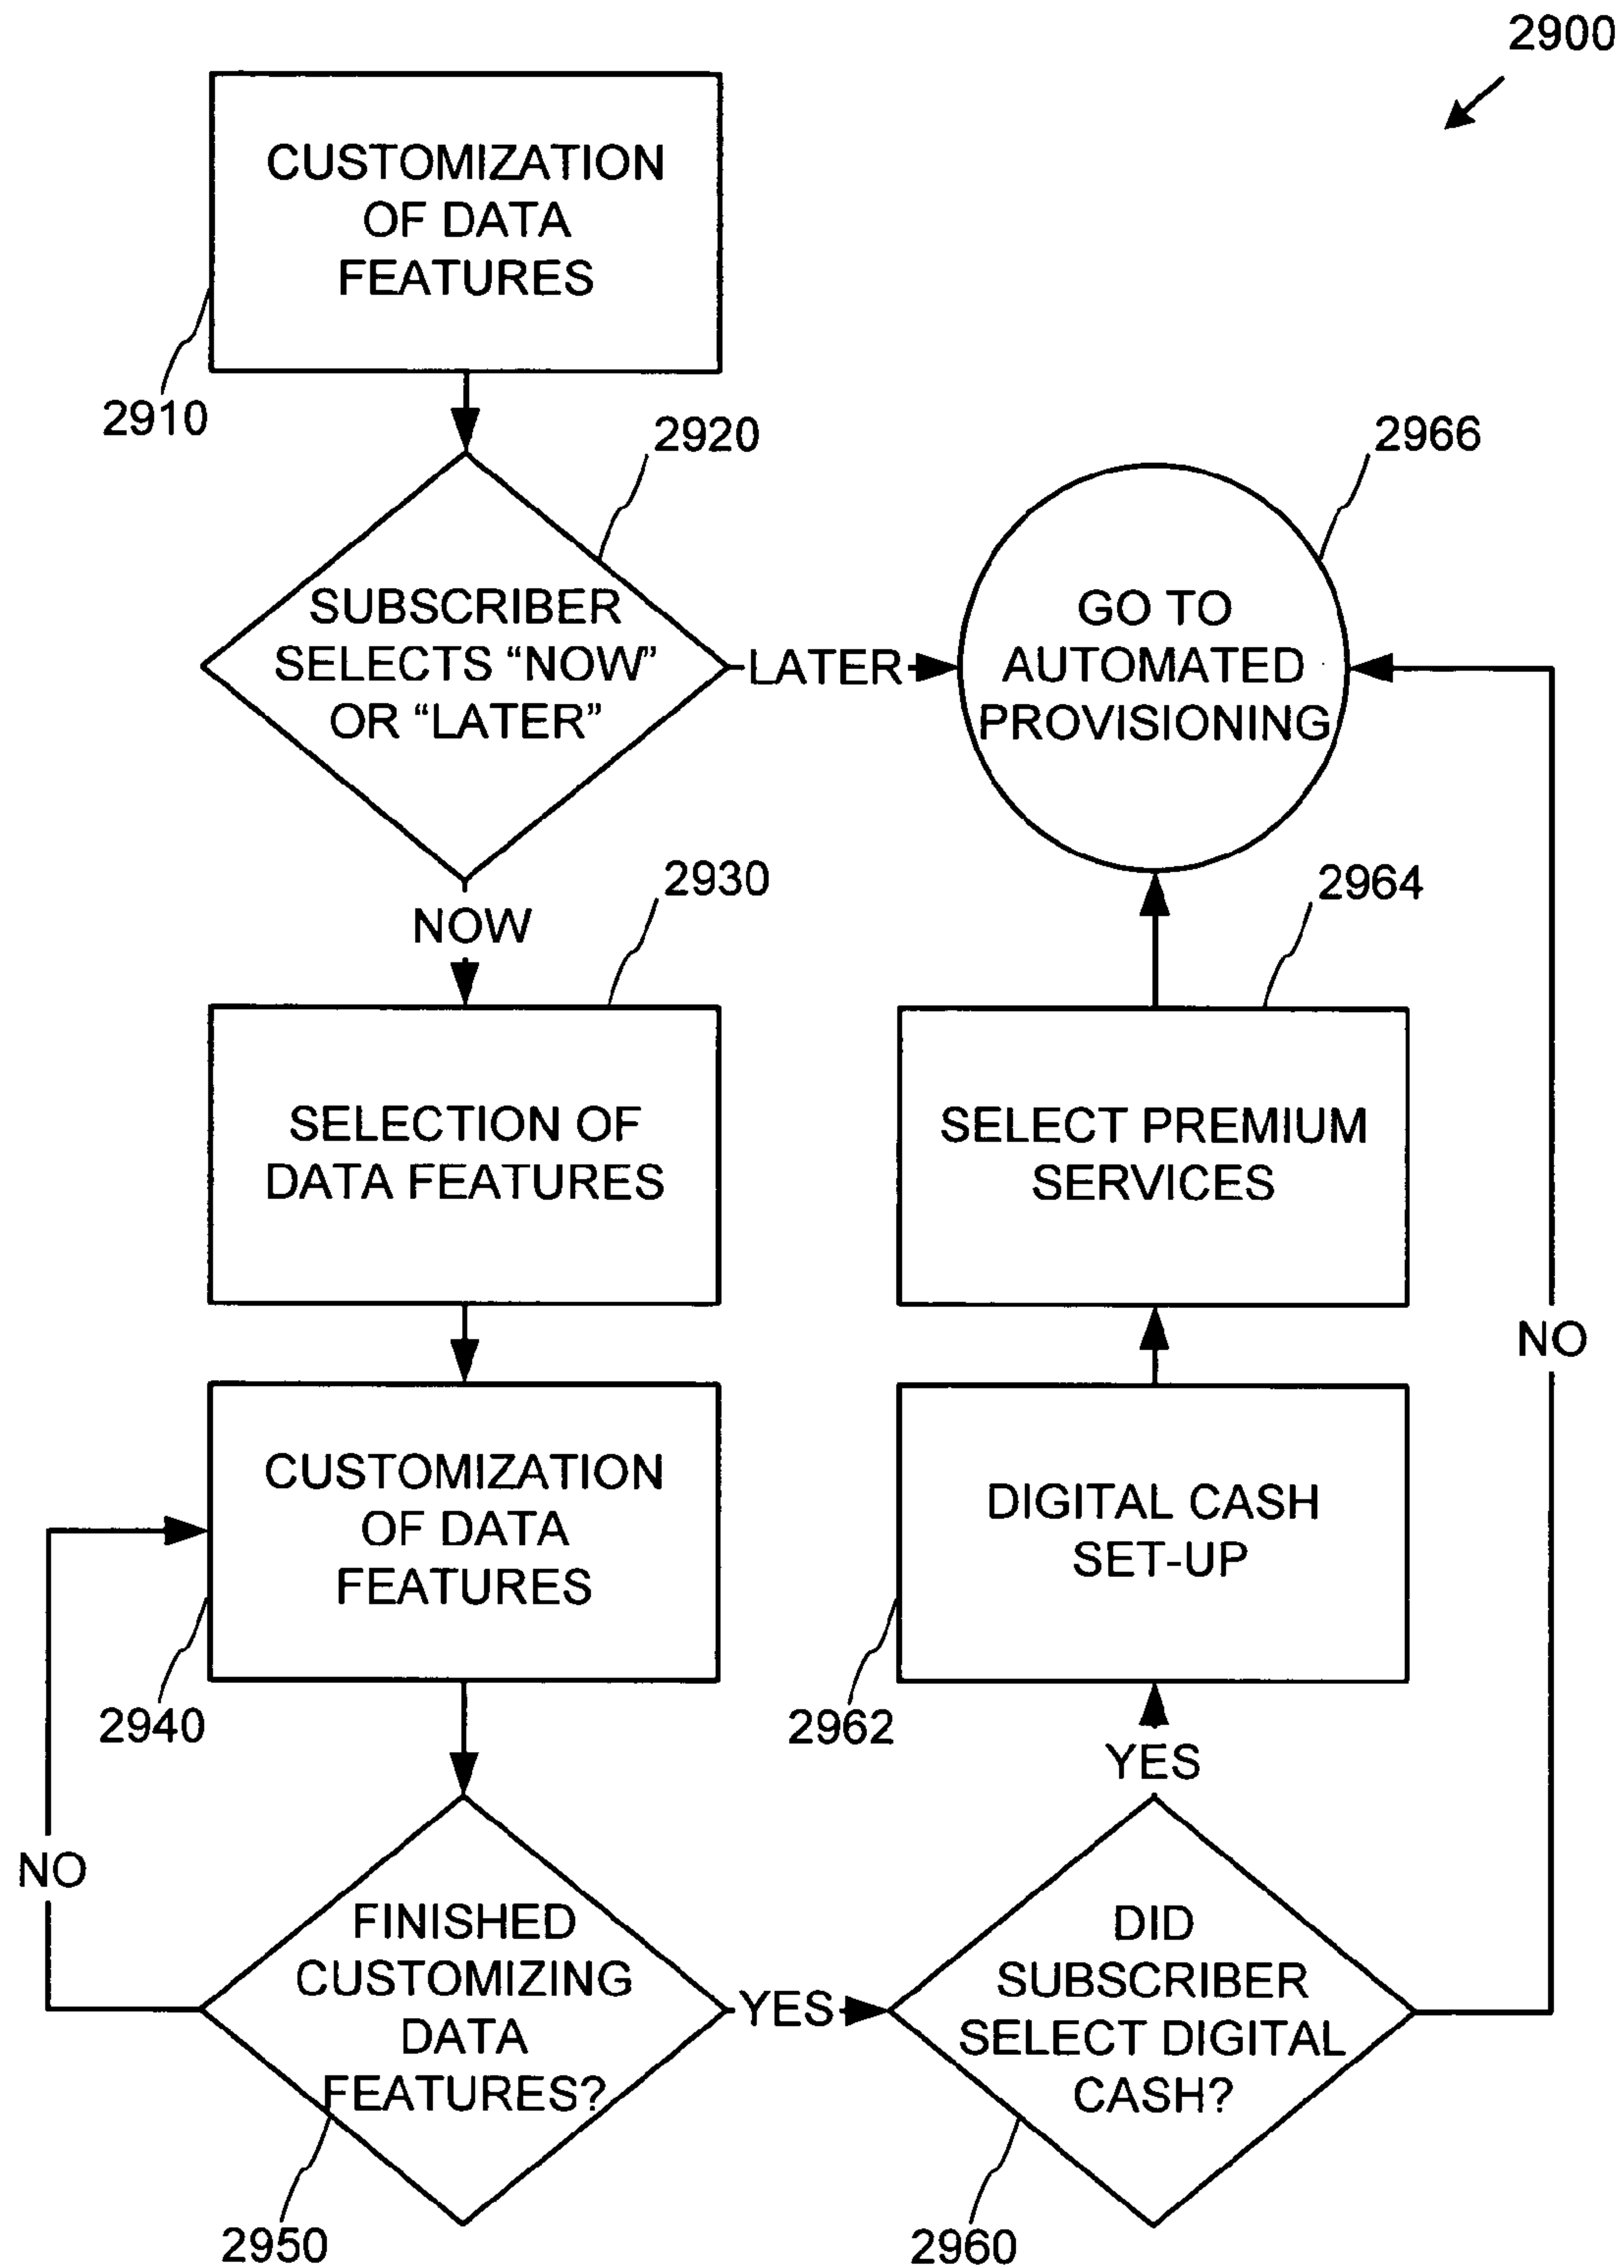 2900
CUSTOMIZATION
OF DATA
FEATURES
2910
2920
SUBSCRIBER
SELECTS “NOW”
OR “LATER”
LATER
2966
GO TO
AUTOMATED
PROVISIONING
NOW
2930
SELECTION OF
DATA FEATURES
2964
SELECT PREMIUM
SERVICES
NO
CUSTOMIZATION
OF DATA
FEATURES
2940
DIGITAL CASH
SET-UP
2962
YES
NO
FINISHED
CUSTOMIZING
DATA
FEATURES?
2950
YES
DID
SUBSCRIBER
SELECT DIGITAL
CASH?
2960